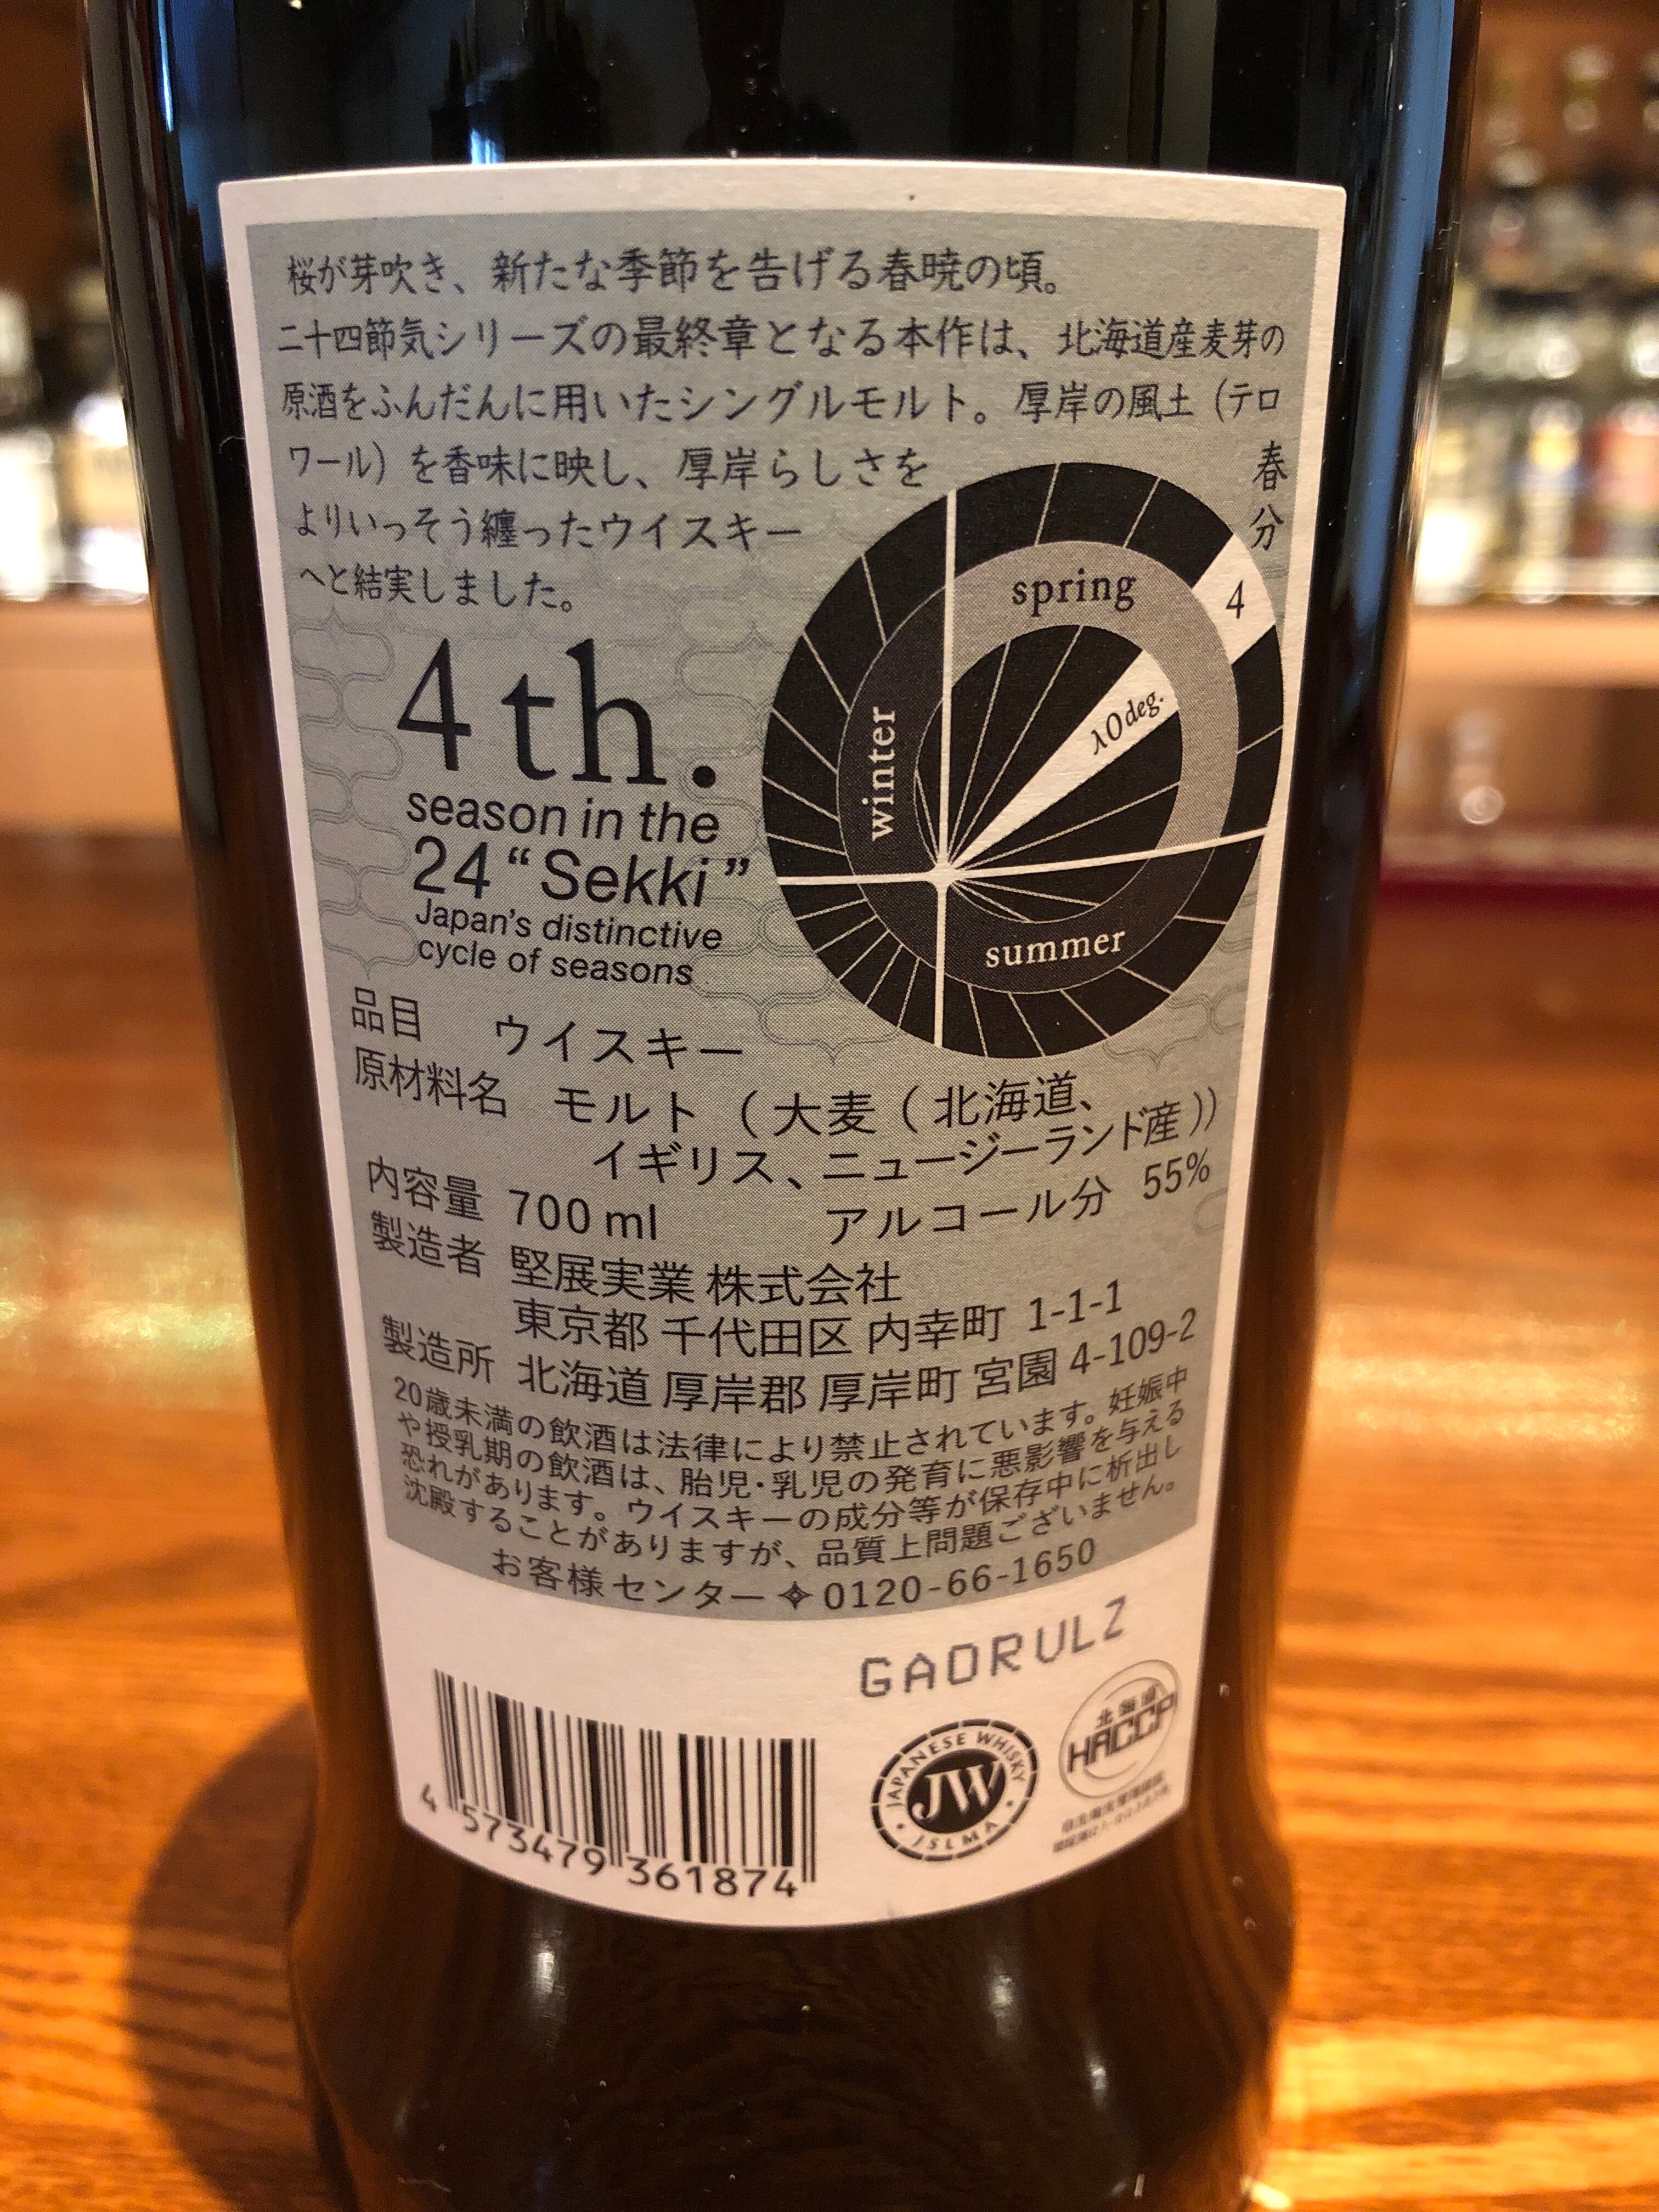 桜が芽吹き、新たな季節を告げる春暁の頃。
二十四節気シリーズの最終章となる本作は、北海道産麦芽の
原酒をふんだんに用いたシングルモルト。厚岸の風土（テロ
ワール）を香味に映し、厚岸らしさを
よりいっそう纏ったウイスキー
へと結実しました。
春分
4
spring
λ0deg.
winter
summer
4th.
season in the
24 “Sekki”
Japan's distinctive
cycle of seasons
品目 ウイスキー
原材料名 モルト（大麦（北海道、
イギリス、ニュージーランド産））
内容量 700 ml アルコール分 55%
製造者 堅展実業 株式会社
東京都 千代田区 内幸町 1-1-1
製造所 北海道 厚岸郡 厚岸町 宮園 4-109-2
20歳未満の飲酒は法律により禁止されています。妊娠中
や授乳期の飲酒は、胎児・乳児の発育に悪影響を与える
恐れがあります。ウイスキーの成分等が保存中に析出し
沈殿することがありますが、品質上問題ございません。
お客様センター✧0120-66-1650
GAORULZ
4 573479 361874
JAPANESE WHISKY
JW
JSLMA
北海道
HACCP